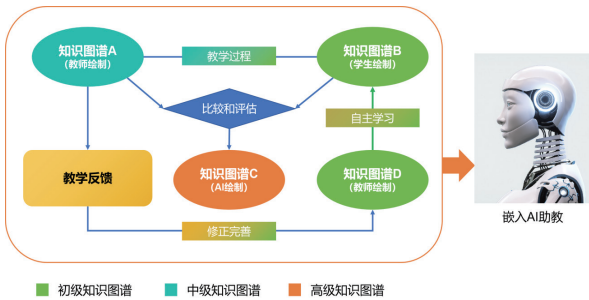 知识图谱A
(教师绘制)
教学过程
知识图谱B
(学生绘制)
比较和评估
自主学习
教学反馈
知识图谱C
(AI绘制)
知识图谱D
(教师绘制)
修正完善
嵌入AI助教
初级知识图谱
中级知识图谱
高级知识图谱